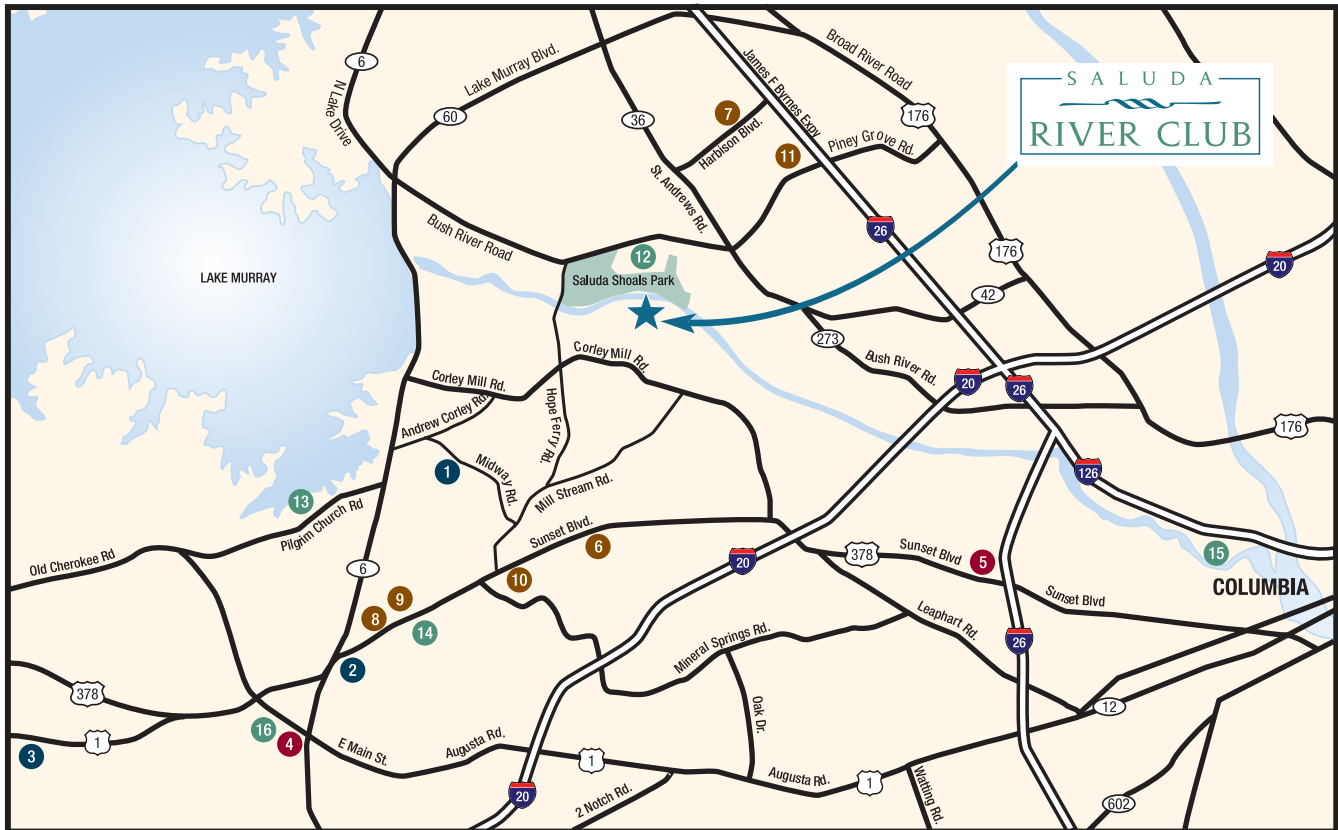 6
N Lake Drive
Lake Murray Blvd.
60
36
James F Byrnes Expy
Broad River Road
176
SALUDA
RIVER CLUB
7
Harbison Blvd.
11
Piney Grove Rd.
St. Andrews Rd.
26
176
20
Bush River Road
12
Saluda Shoals Park
LAKE MURRAY
42
273
Bush River Rd.
20
26
176
Corley Mill Rd.
Corley Mill Rd.
Andrew Corley Rd.
Hope Ferry Rd.
1
Midway Rd.
Mill Stream Rd.
126
13
Pilgrim Church Rd
Old Cherokee Rd
Sunset Blvd.
6
20
378
Sunset Blvd
5
15
COLUMBIA
6
10
9
8
14
2
Sunset Blvd
Leaphart Rd.
Mineral Springs Rd.
26
378
1
3
16
4
E Main St.
Augusta Rd.
1
Oak Dr.
12
Augusta Rd.
1
20
2 Notch Rd.
Watting Rd.
602